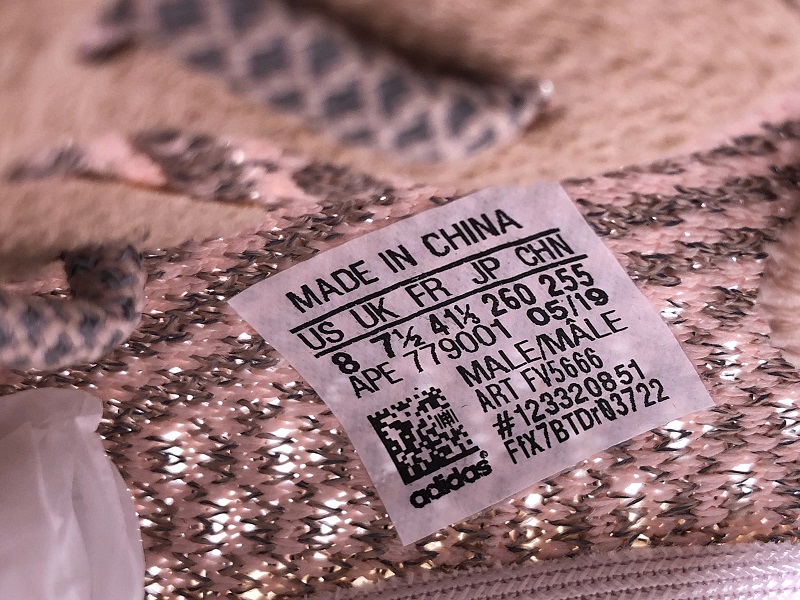 MADE IN CHINA
US UK FR JP CHN
8 7½ 41⅓ 260 255
APE 779001 05/19
MALE/MÂLE
ART FV5666
#123320851
FfX7BTDr03722
adidas